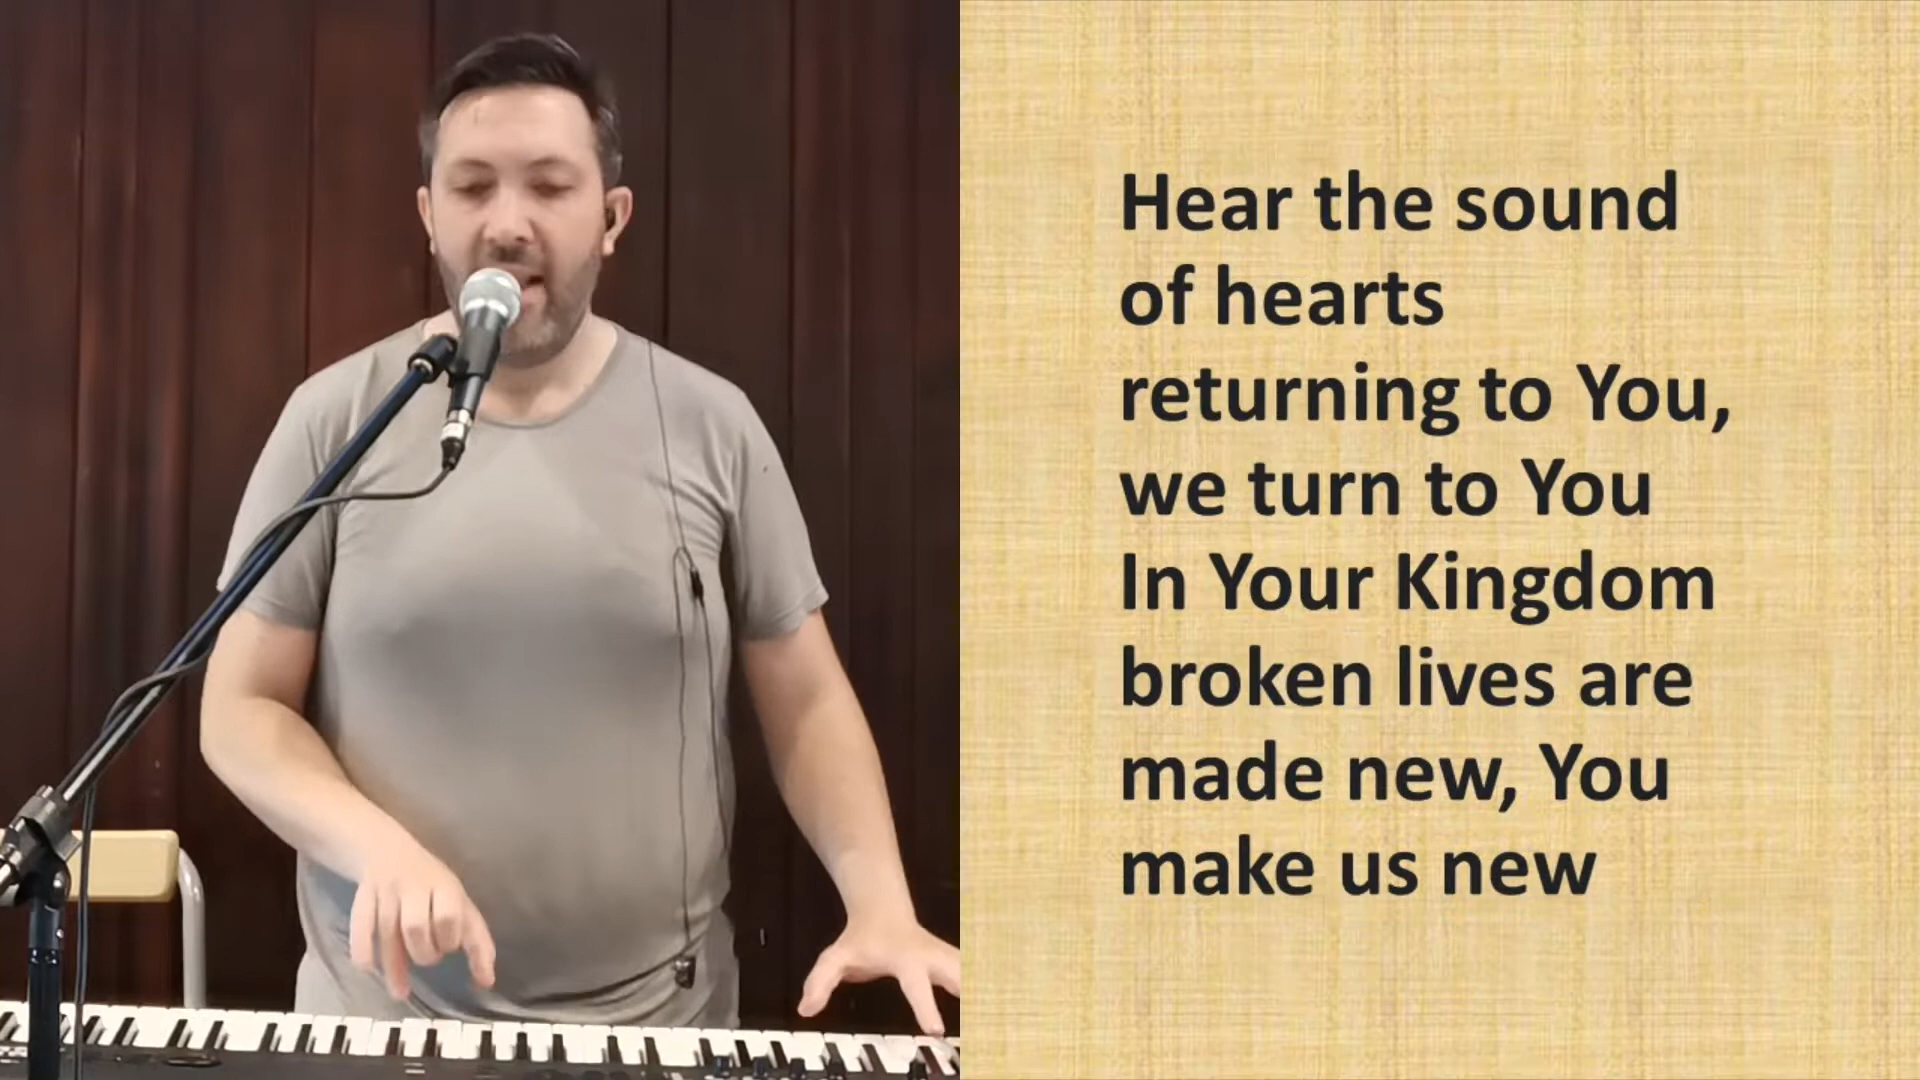 Hear the sound
of hearts
returning to You,
we turn to You
In Your Kingdom
broken lives are
made new, You
make us new